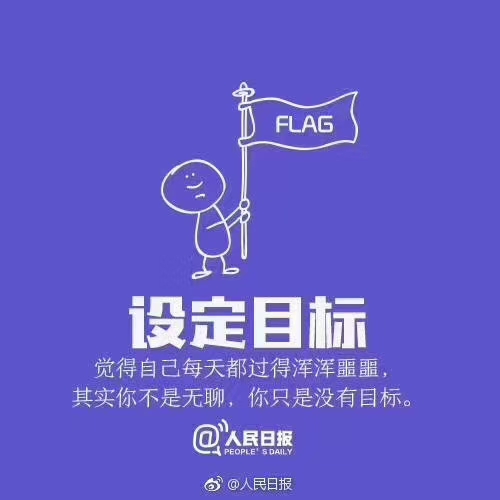 FLAG
设定目标
觉得自己每天都过得浑浑噩噩，
其实你不是无聊，你只是没有目标。
@人民日报
PEOPLE'S DAILY
@人民日报